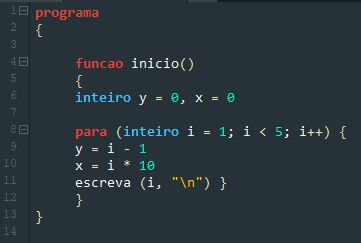 1 programa
2 {
3
4 funcao inicio()
5 {
6 inteiro y = 0, x = 0
7
8 para (inteiro i = 1; i < 5; i++) {
9 y = i - 1
10 x = i * 10
11 escreva (i, "\n") }
12 }
13 }
14